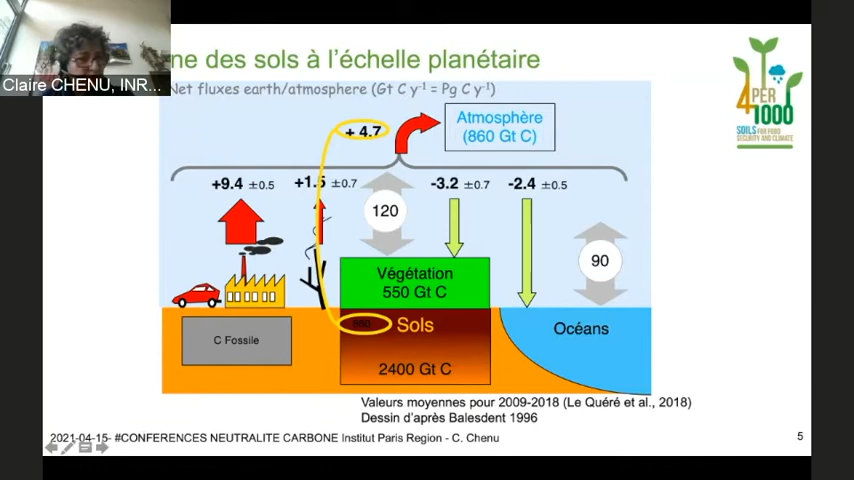 Claire CHENU, INR...
ne des sols à l'échelle planétaire
Net fluxes earth/atmosphere (Gt C y-1 = Pg C y-1)
4 PER 1000
SOILS FOR FOOD
SECURITY AND CLIMATE
+ 4.7
Atmosphère
(860 Gt C)
+9.4 ±0.5
+1.5 ±0.7
-3.2 ±0.7
-2.4 ±0.5
120
90
Végétation
550 Gt C
C Fossile
860
Sols
Océans
2400 Gt C
Valeurs moyennes pour 2009-2018 (Le Quéré et al., 2018)
Dessin d'après Balesdent 1996
2021-04-15- #CONFERENCES NEUTRALITE CARBONE Institut Paris Region - C. Chenu
5